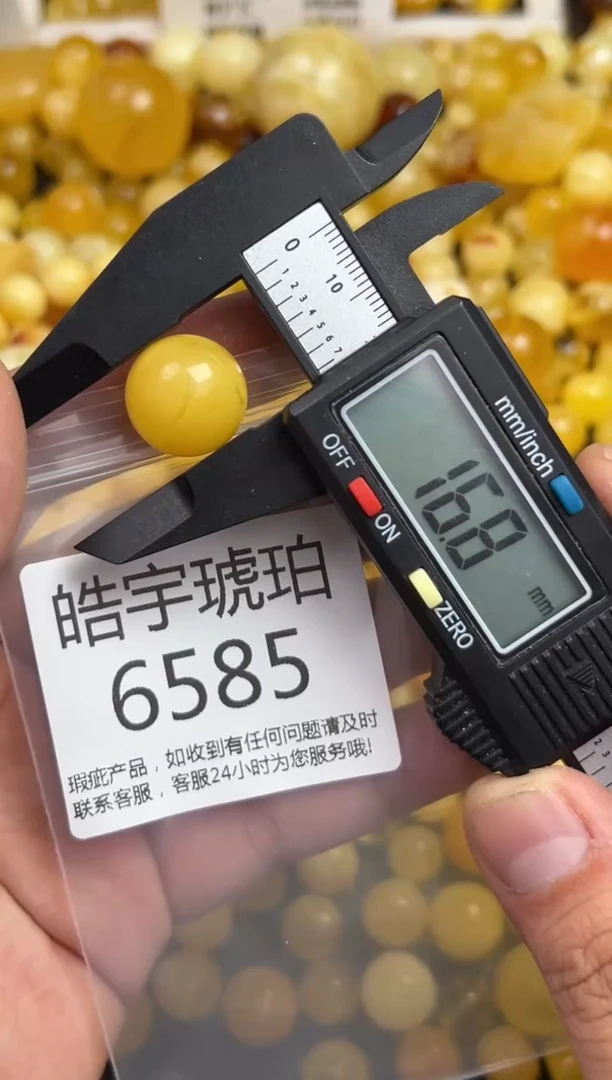 0
10
1 2 3 4 5 6 7
mm/inch
OFF
ON
16.8
mm
ZERO
皓宇琥珀
6585
瑕疵产品，如收到有任何问题请及时
联系客服，客服24小时为您服务哦!